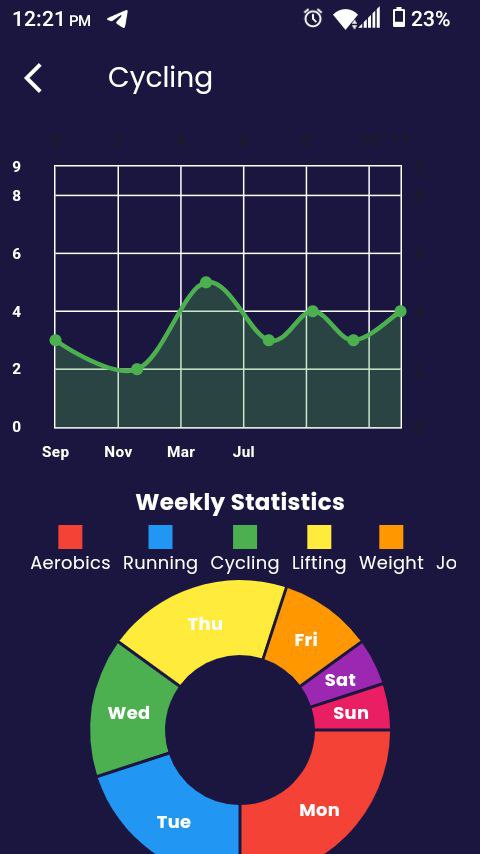 12:21 PM 23%
Cycling
9
8
6
4
2
0
Sep Nov Mar Jul
Weekly Statistics
Aerobics Running Cycling Lifting Weight Jo
Thu
Fri
Sat
Wed
Sun
Mon
Tue